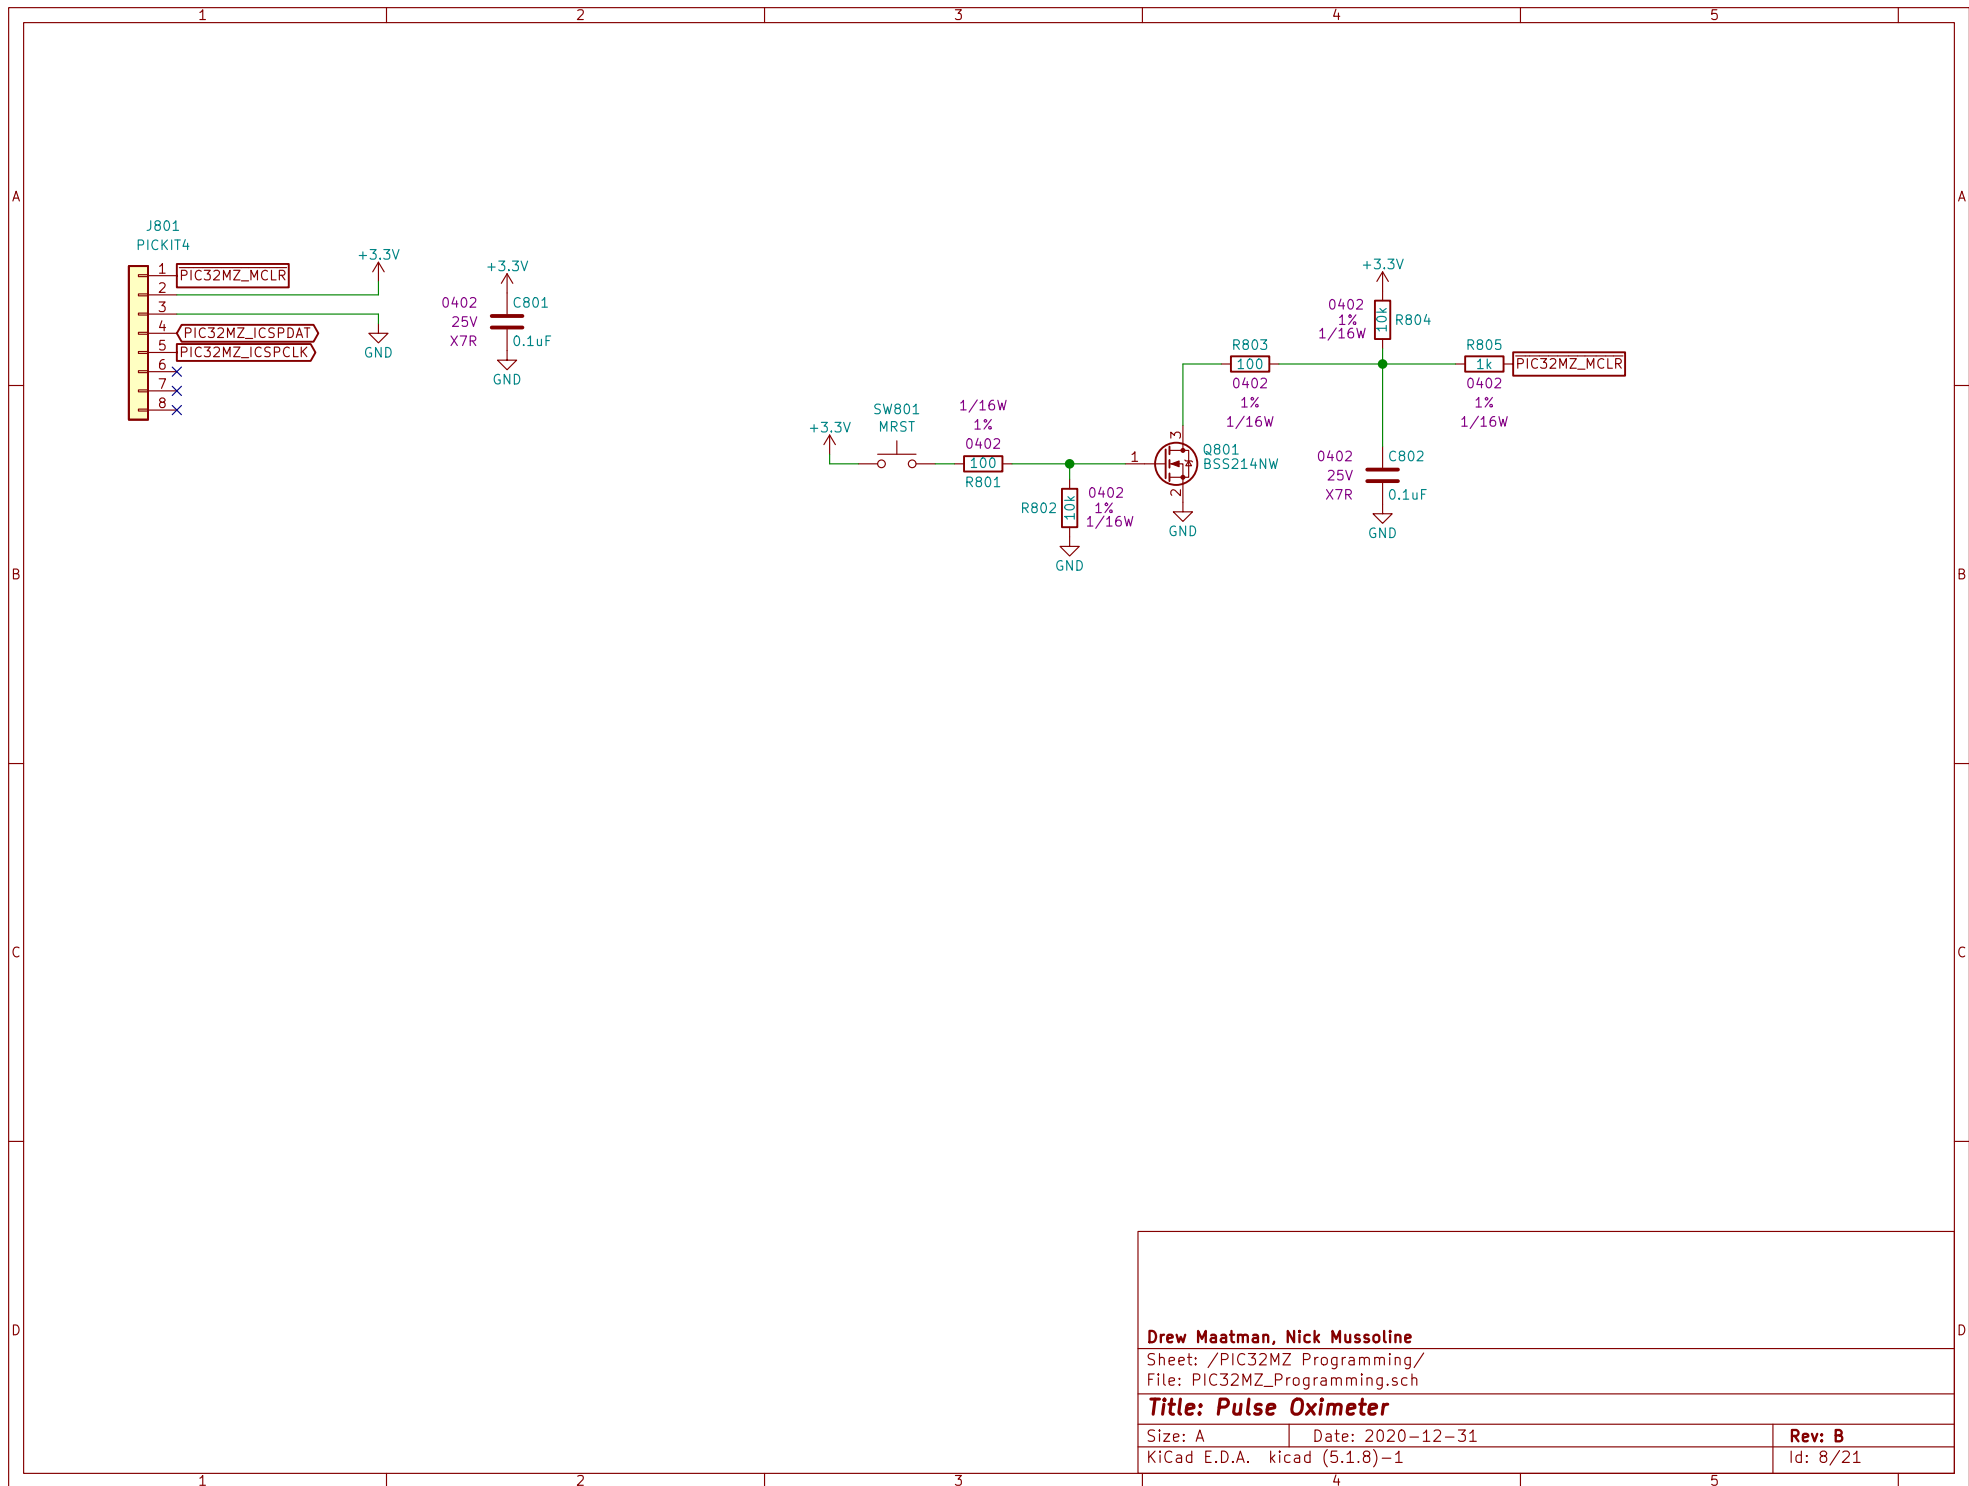 1 2 3 4 5
A A
J801
PICKIT4
1 PIC32MZ_MCLR
2
3
4 PIC32MZ_ICSPDAT
5 PIC32MZ_ICSPCLK
6
7
8
+3.3V
GND
+3.3V
0402 C801
25V
X7R 0.1uF
GND
+3.3V
SW801
MRST
1/16W
1%
0402
100
R801
R802 10k
0402
1%
1/16W
GND
1
3
2
Q801
BSS214NW
GND
R803
100
0402
1%
1/16W
+3.3V
0402
1%
1/16W
10k R804
R805
1k PIC32MZ_MCLR
0402
1%
1/16W
0402 C802
25V
X7R 0.1uF
GND
B B
C C
D D
Drew Maatman, Nick Mussoline
Sheet: /PIC32MZ Programming/
File: PIC32MZ_Programming.sch
Title: Pulse Oximeter
Size: A Date: 2020-12-31 Rev: B
KiCad E.D.A. kicad (5.1.8)-1 Id: 8/21
1 2 3 4 5